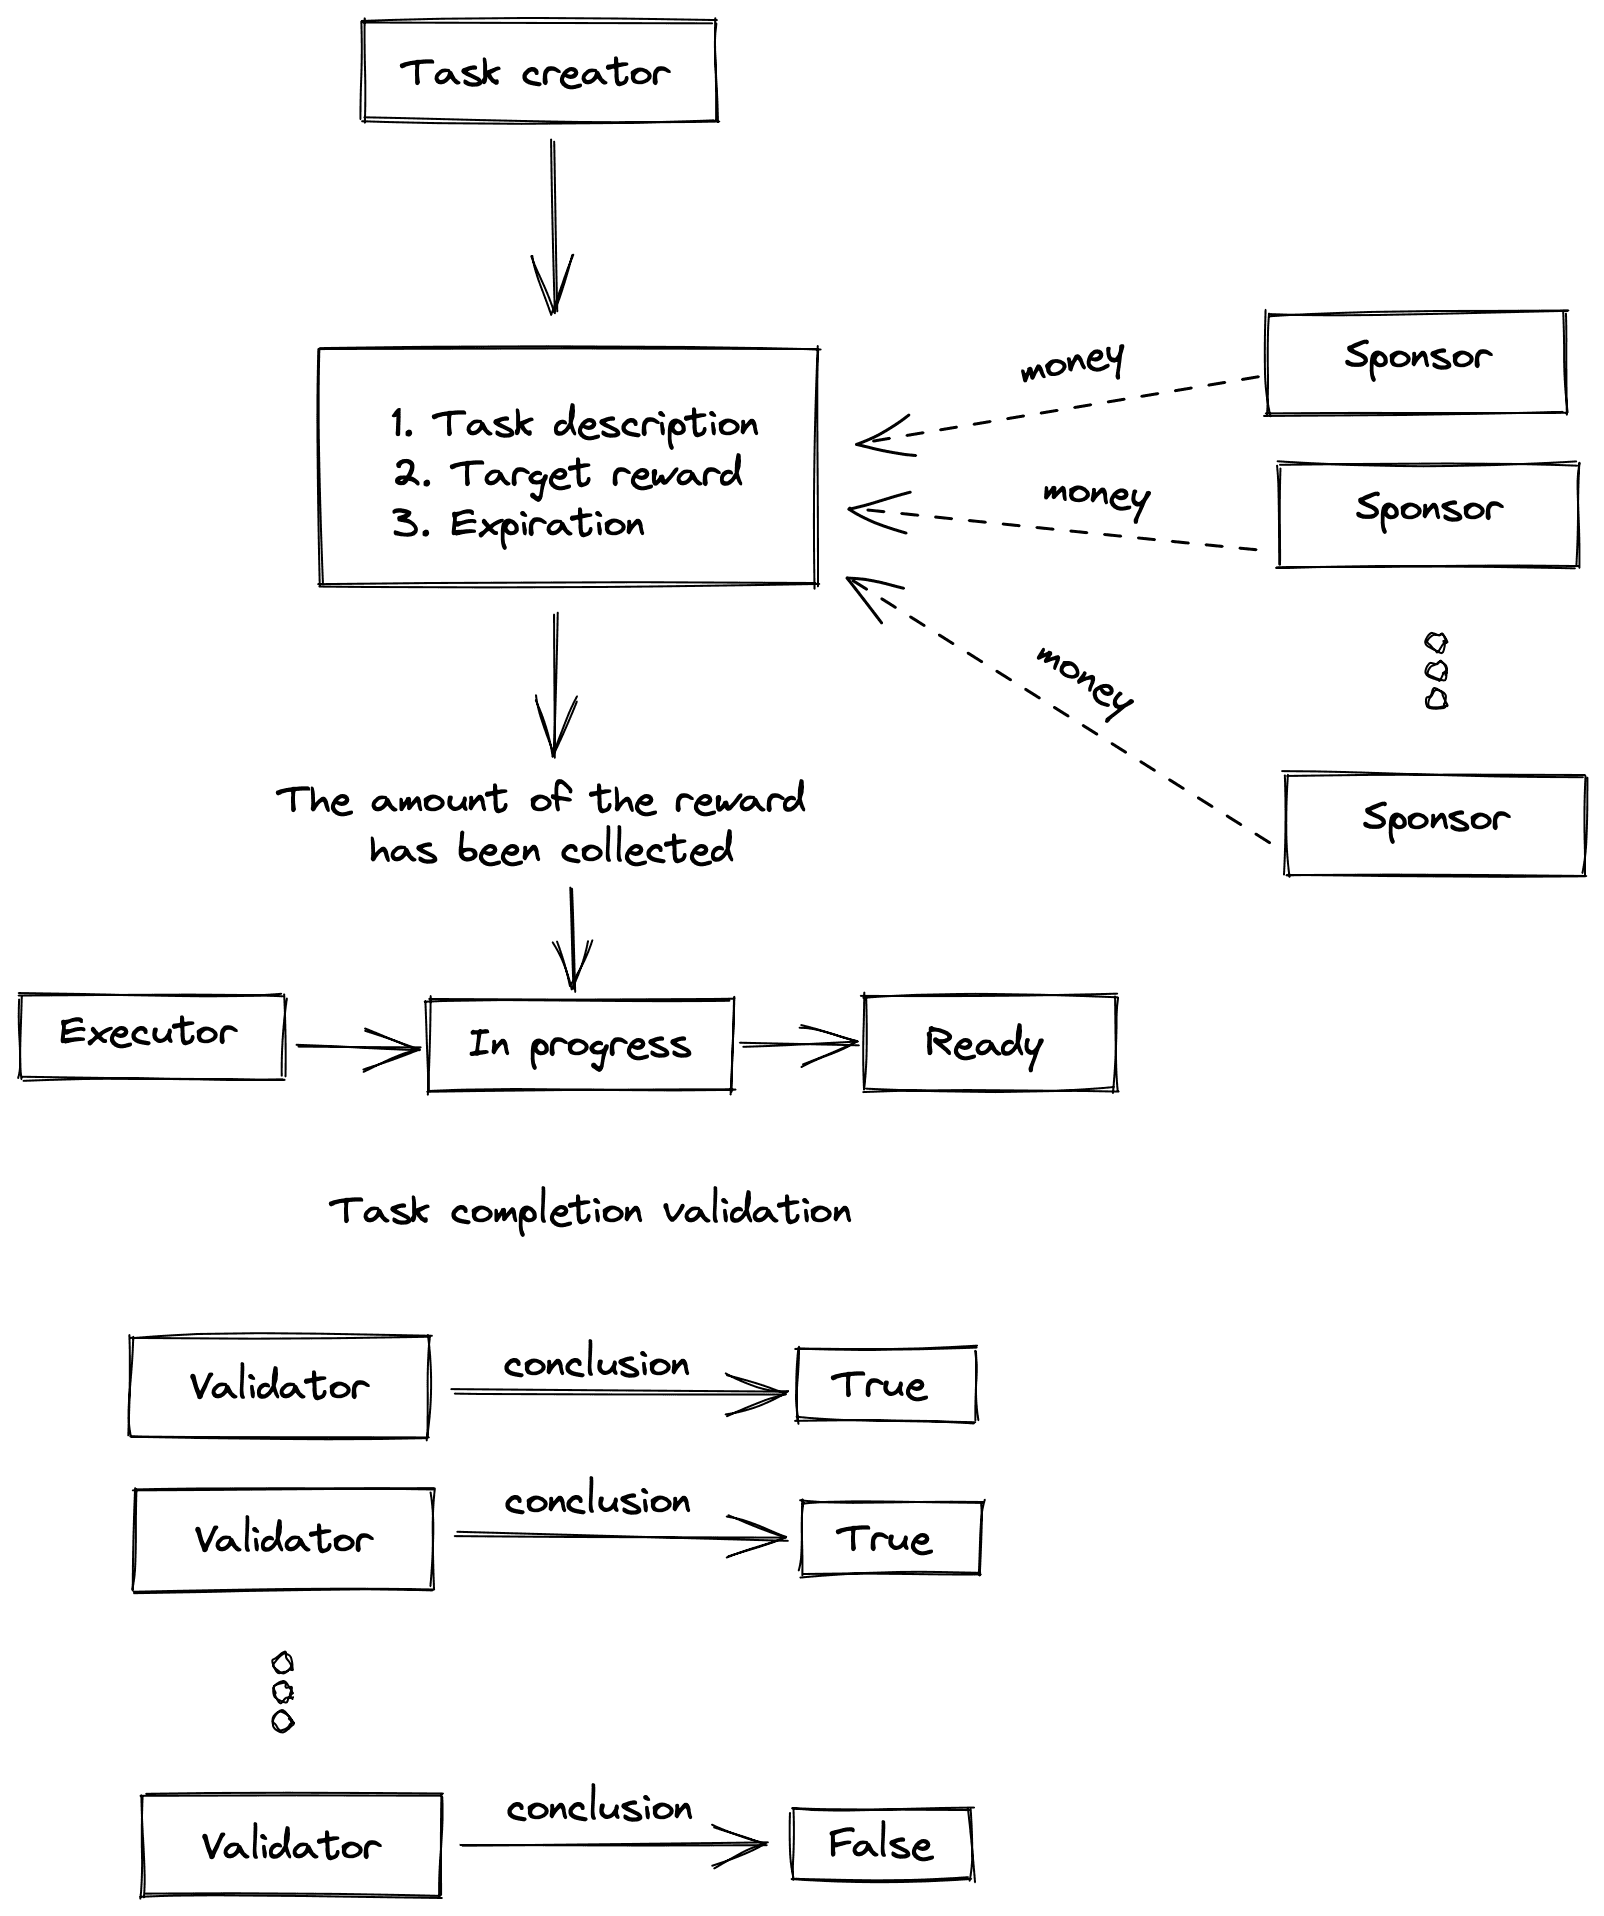 Task creator
1. Task description
2. Target reward
3. Expiration
money
Sponsor
money
Sponsor
money
Sponsor
The amount of the reward
has been collected
Executor
In progress
Ready
Task completion validation
Validator
conclusion
True
Validator
conclusion
True
Validator
conclusion
False